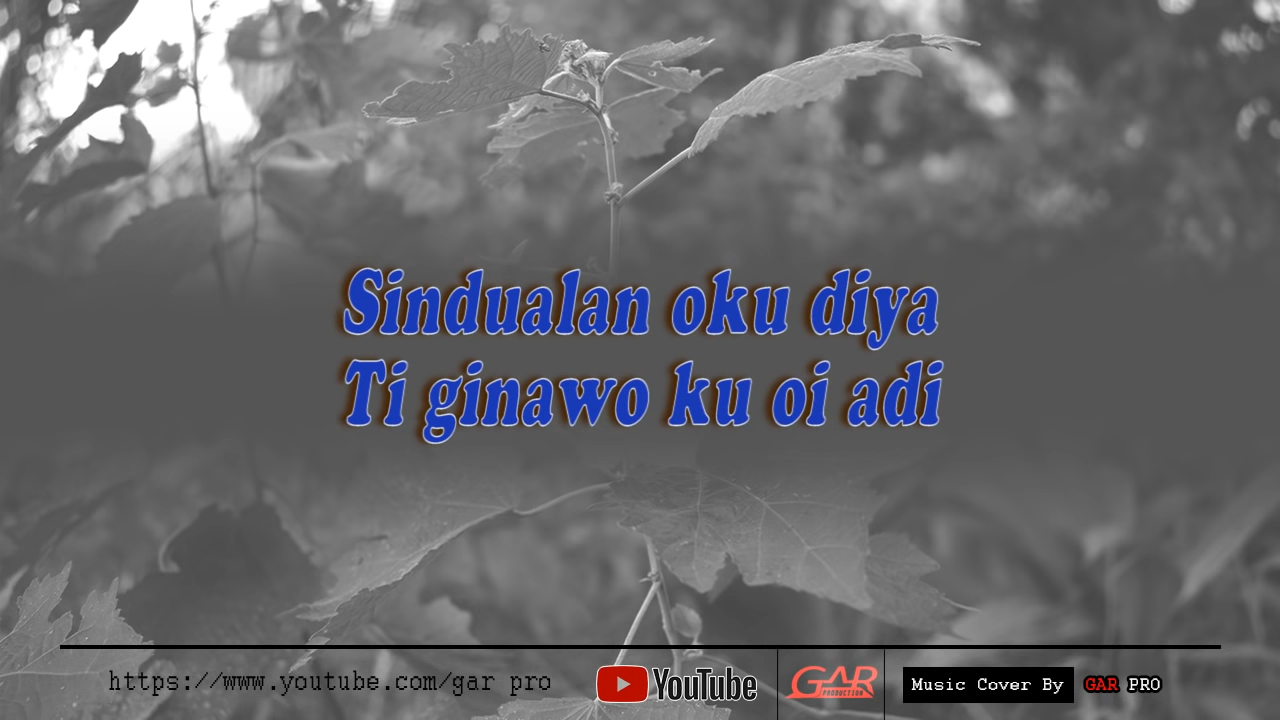 Sindualan oku diya
Ti ginawo ku oi adi
https://www.youtube.com/gar pro
YouTube
GAR
PRODUCTION
Music Cover By GAR PRO